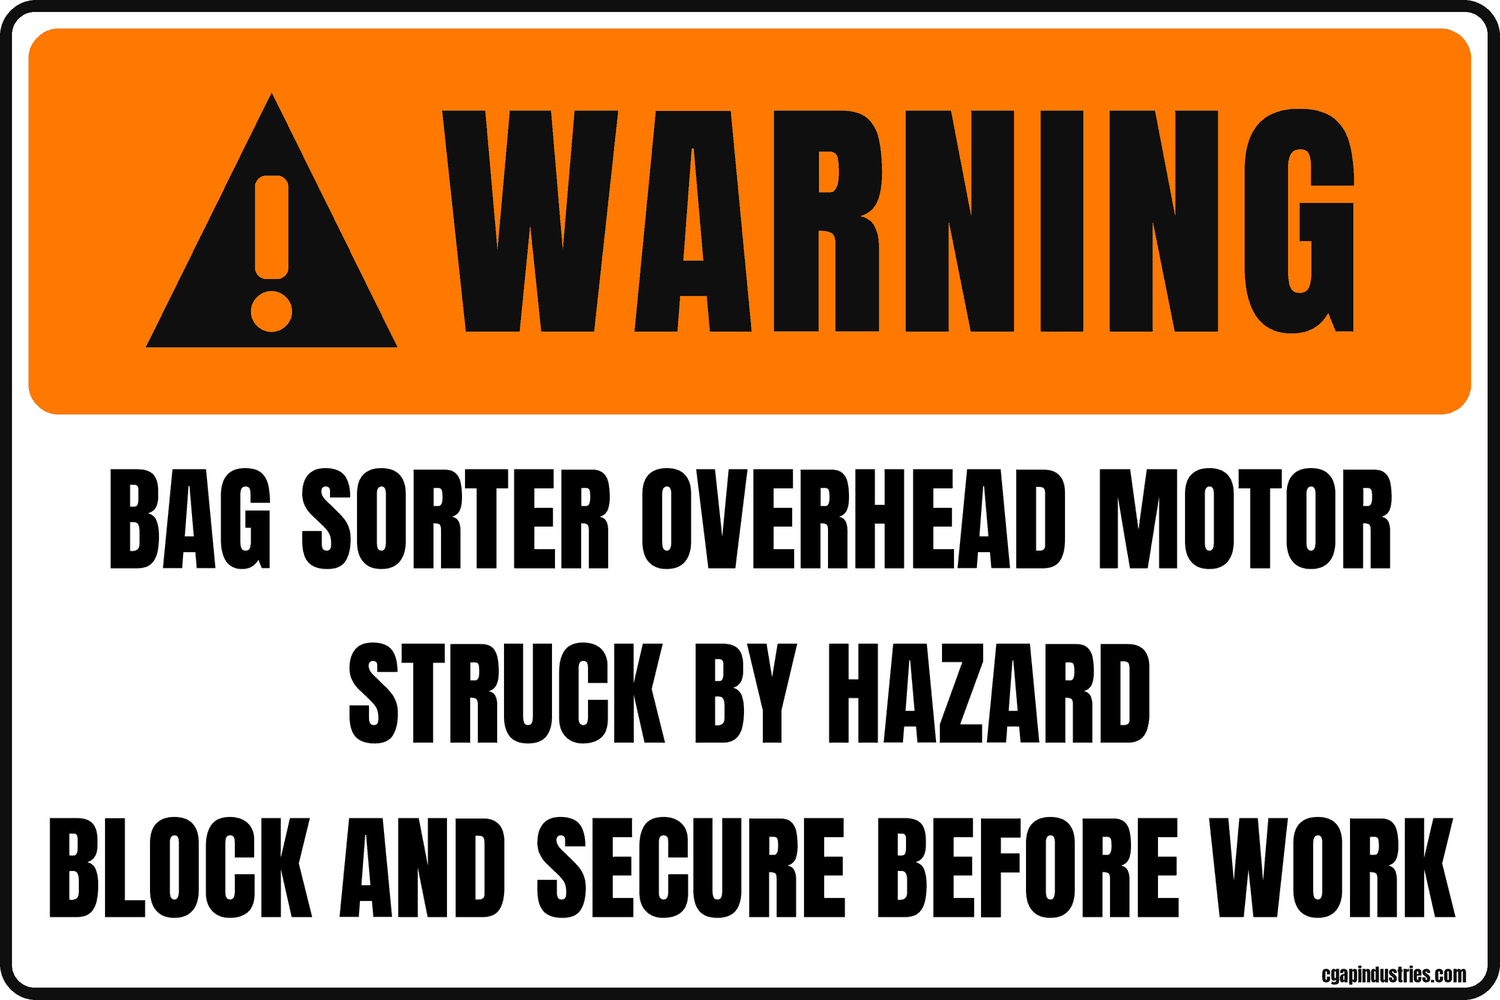 WARNING
BAG SORTER OVERHEAD MOTOR
STRUCK BY HAZARD
BLOCK AND SECURE BEFORE WORK
cgapindustries.com